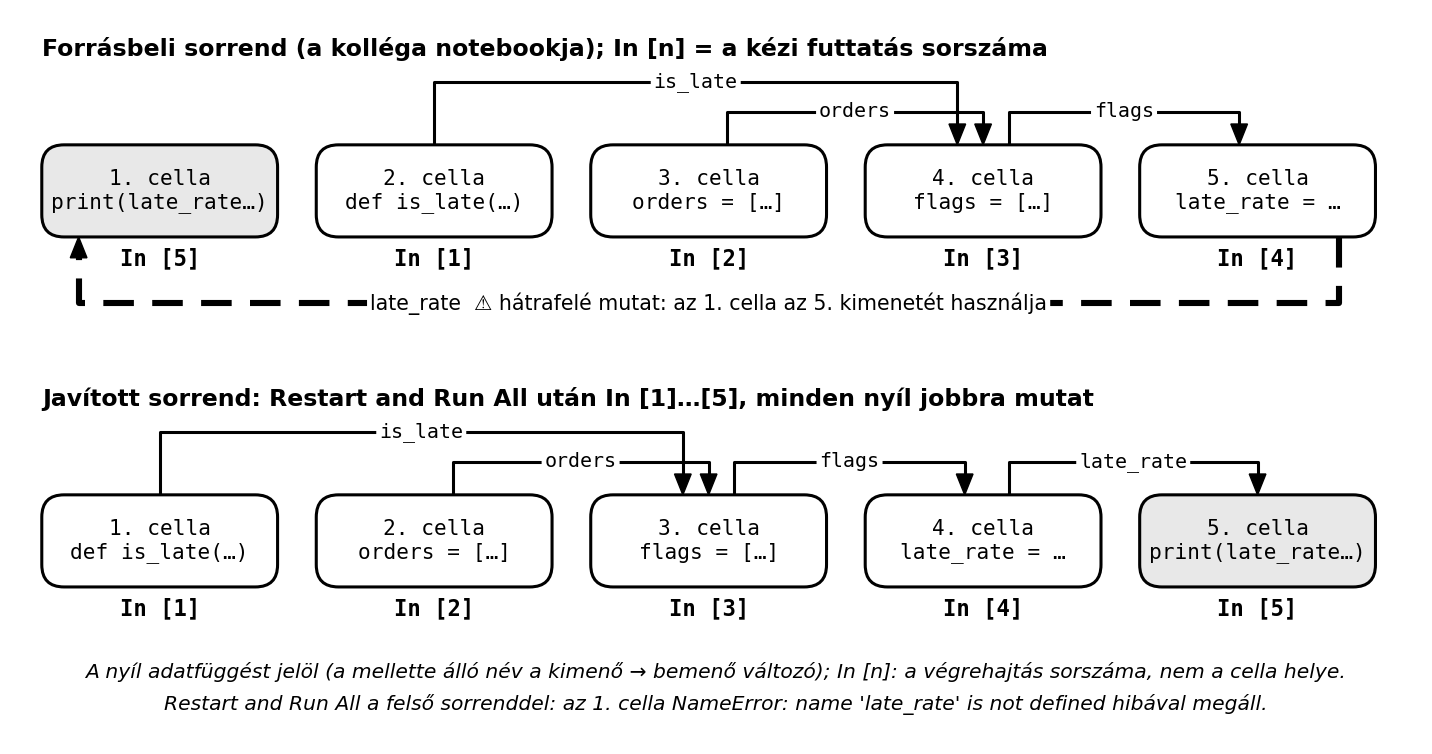 Forrásbeli sorrend (a kolléga notebookja); In [n] = a kézi futtatás sorszáma
is_late
orders
flags
1. cella
print(late_rate…)
2. cella
def is_late(…)
3. cella
orders = […]
4. cella
flags = […]
5. cella
late_rate = …
In [5]
In [1]
In [2]
In [3]
In [4]
late_rate ⚠ hátrafelé mutat: az 1. cella az 5. kimenetét használja
Javított sorrend: Restart and Run All után In [1]…[5], minden nyíl jobbra mutat
is_late
orders
flags
late_rate
1. cella
def is_late(…)
2. cella
orders = […]
3. cella
flags = […]
4. cella
late_rate = …
5. cella
print(late_rate…)
In [1]
In [2]
In [3]
In [4]
In [5]
A nyíl adatfüggést jelöl (a mellette álló név a kimenő → bemenő változó); In [n]: a végrehajtás sorszáma, nem a cella helye.
Restart and Run All a felső sorrenddel: az 1. cella NameError: name 'late_rate' is not defined hibával megáll.